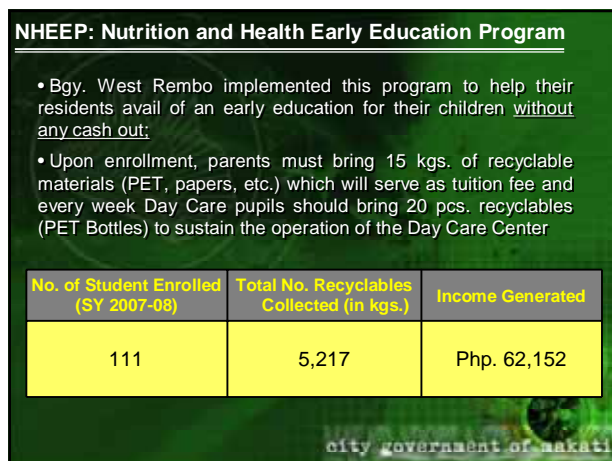 NHEEP: Nutrition and Health Early Education Program
• Bgy. West Rembo implemented this program to help their
residents avail of an early education for their children without
any cash out;
• Upon enrollment, parents must bring 15 kgs. of recyclable
materials (PET, papers, etc.) which will serve as tuition fee and
every week Day Care pupils should bring 20 pcs. recyclables
(PET Bottles) to sustain the operation of the Day Care Center
No. of Student Enrolled
(SY 2007-08)
Total No. Recyclables
Collected (in kgs.)
Income Generated
111
5,217
Php. 62,152
city government of makati